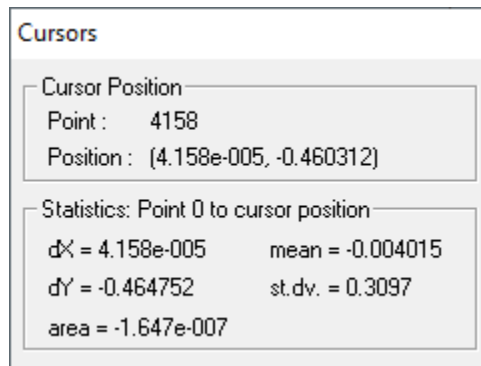 Cursors
Cursor Position
Point : 4158
Position : (4.158e-005, -0.460312)
Statistics: Point 0 to cursor position
dX = 4.158e-005 mean = -0.004015
dY = -0.464752 st.dv. = 0.3097
area = -1.647e-007